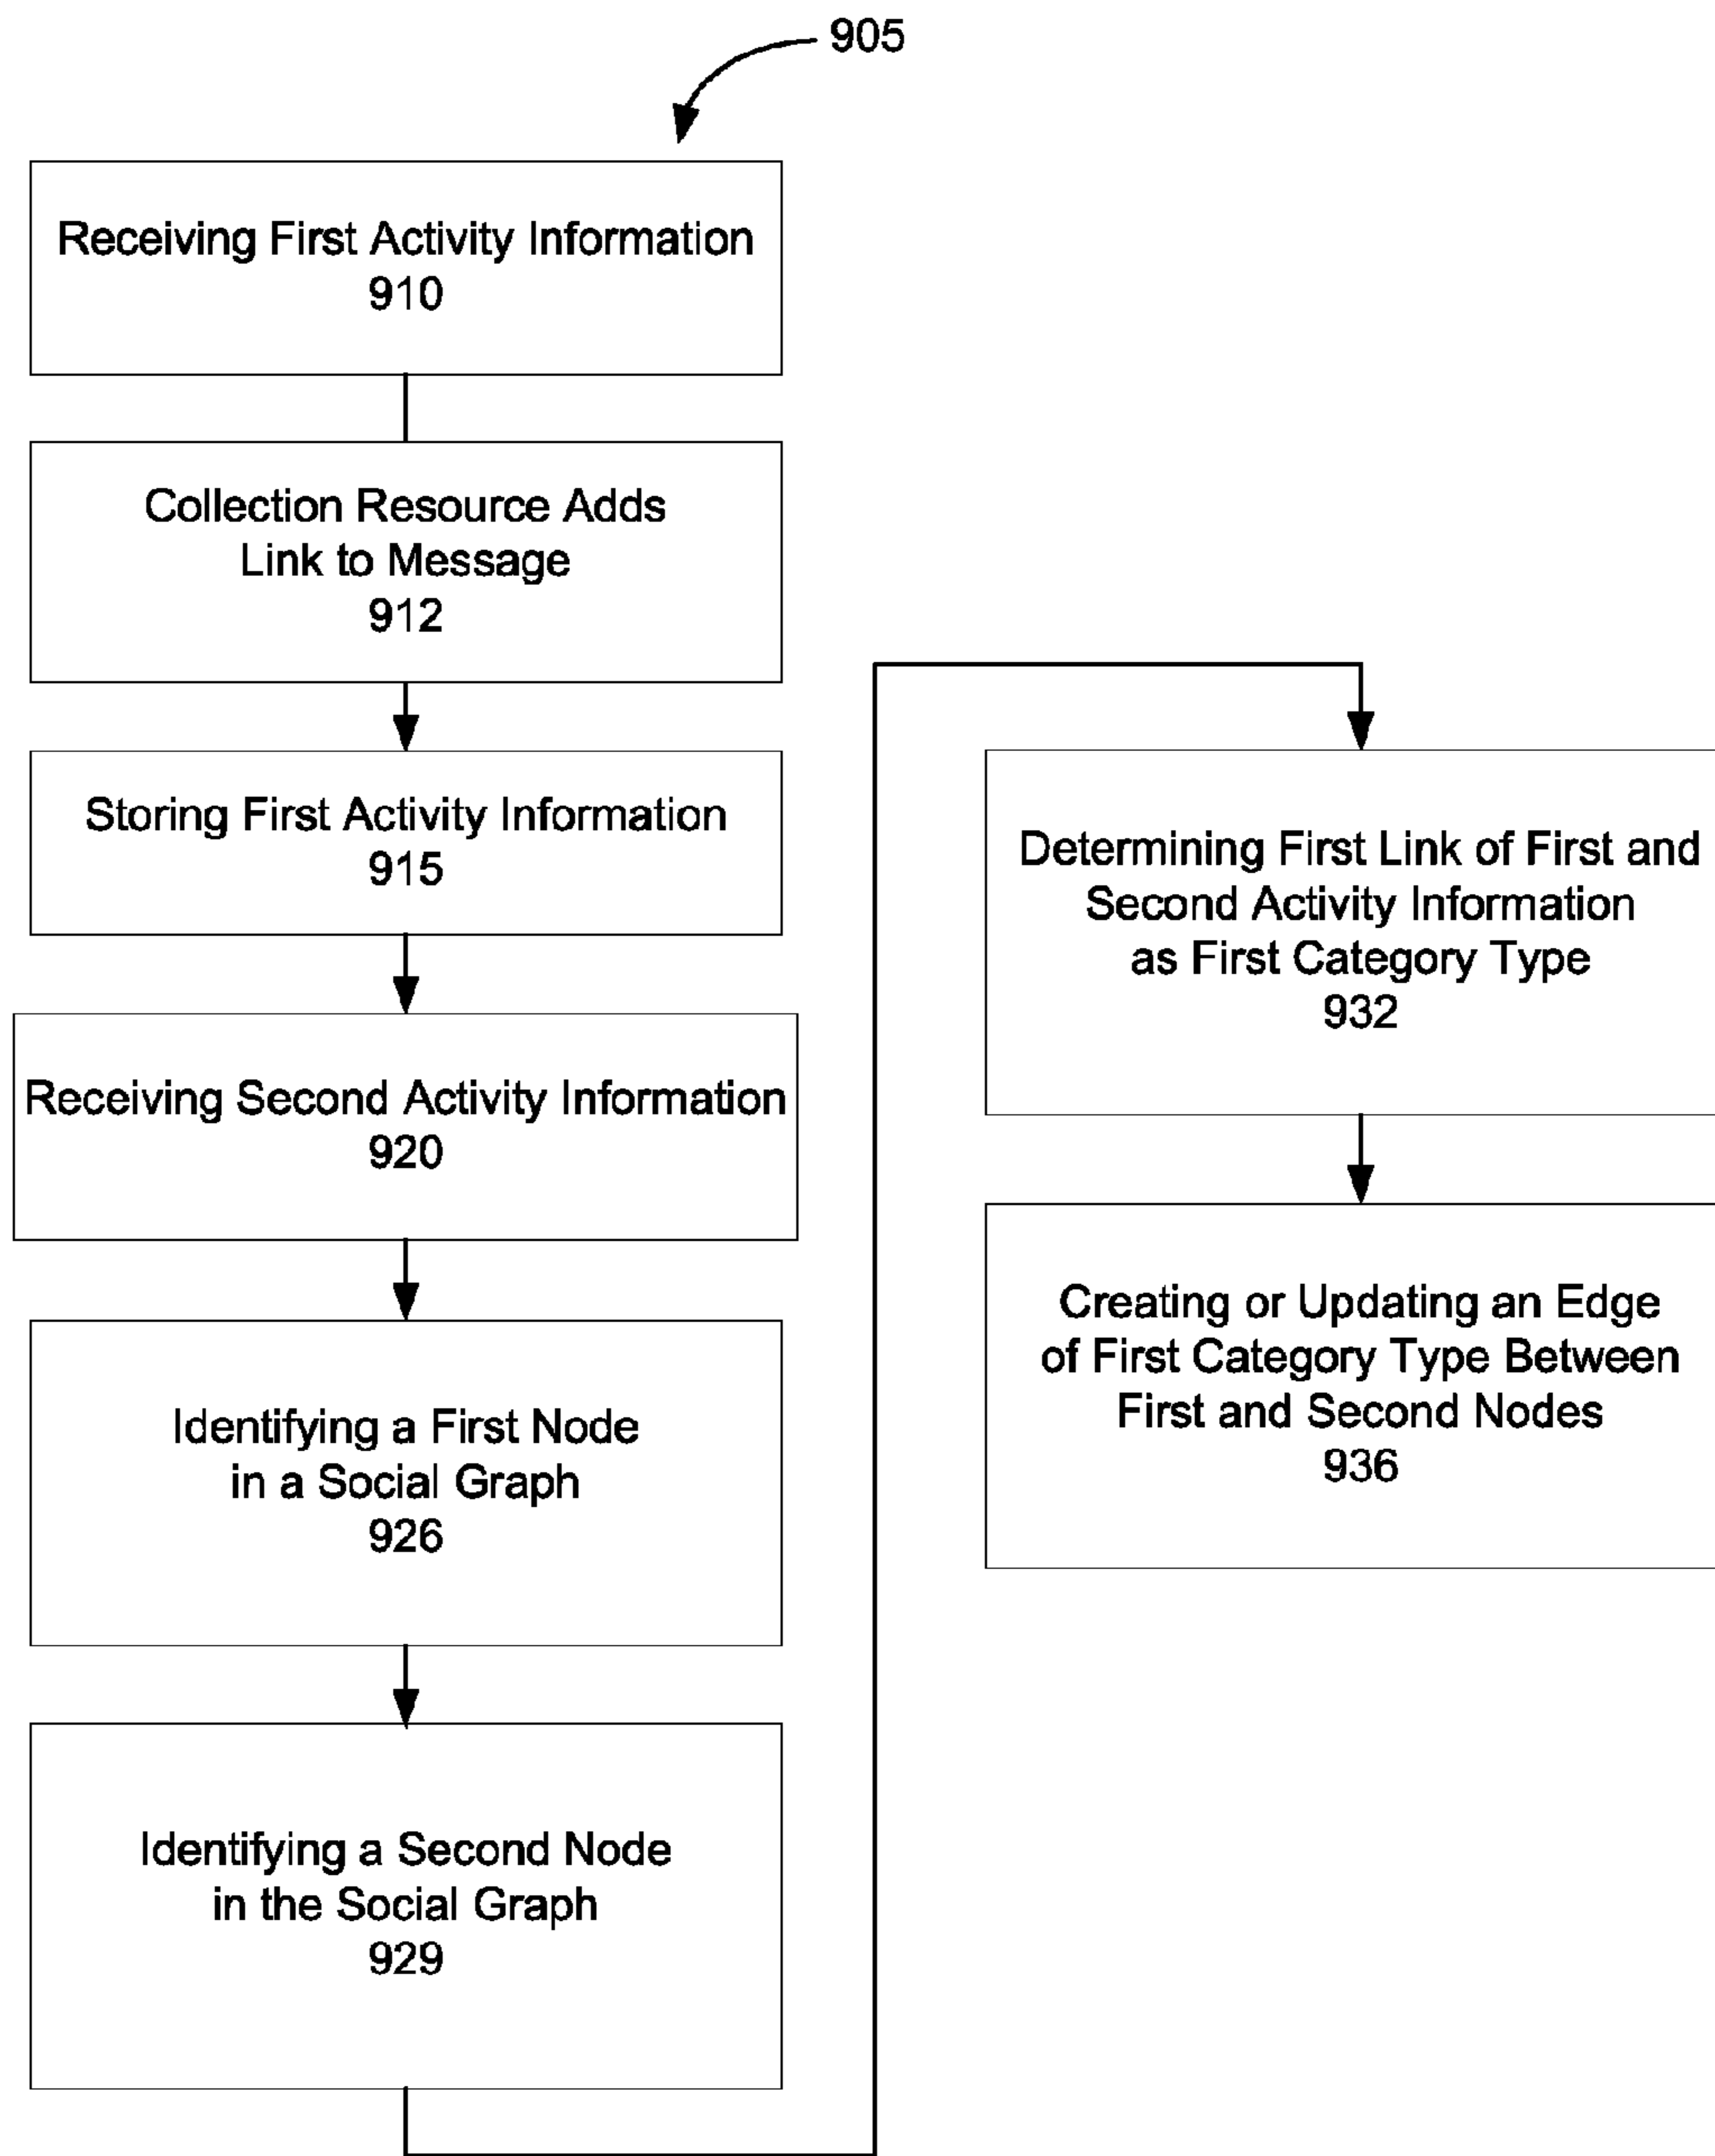 905
Receiving First Activity Information
910
Collection Resource Adds
Link to Message
912
Storing First Activity Information
915
Receiving Second Activity Information
920
Identifying a First Node
in a Social Graph
926
Identifying a Second Node
in the Social Graph
929
Determining First Link of First and
Second Activity Information
as First Category Type
932
Creating or Updating an Edge
of First Category Type Between
First and Second Nodes
936